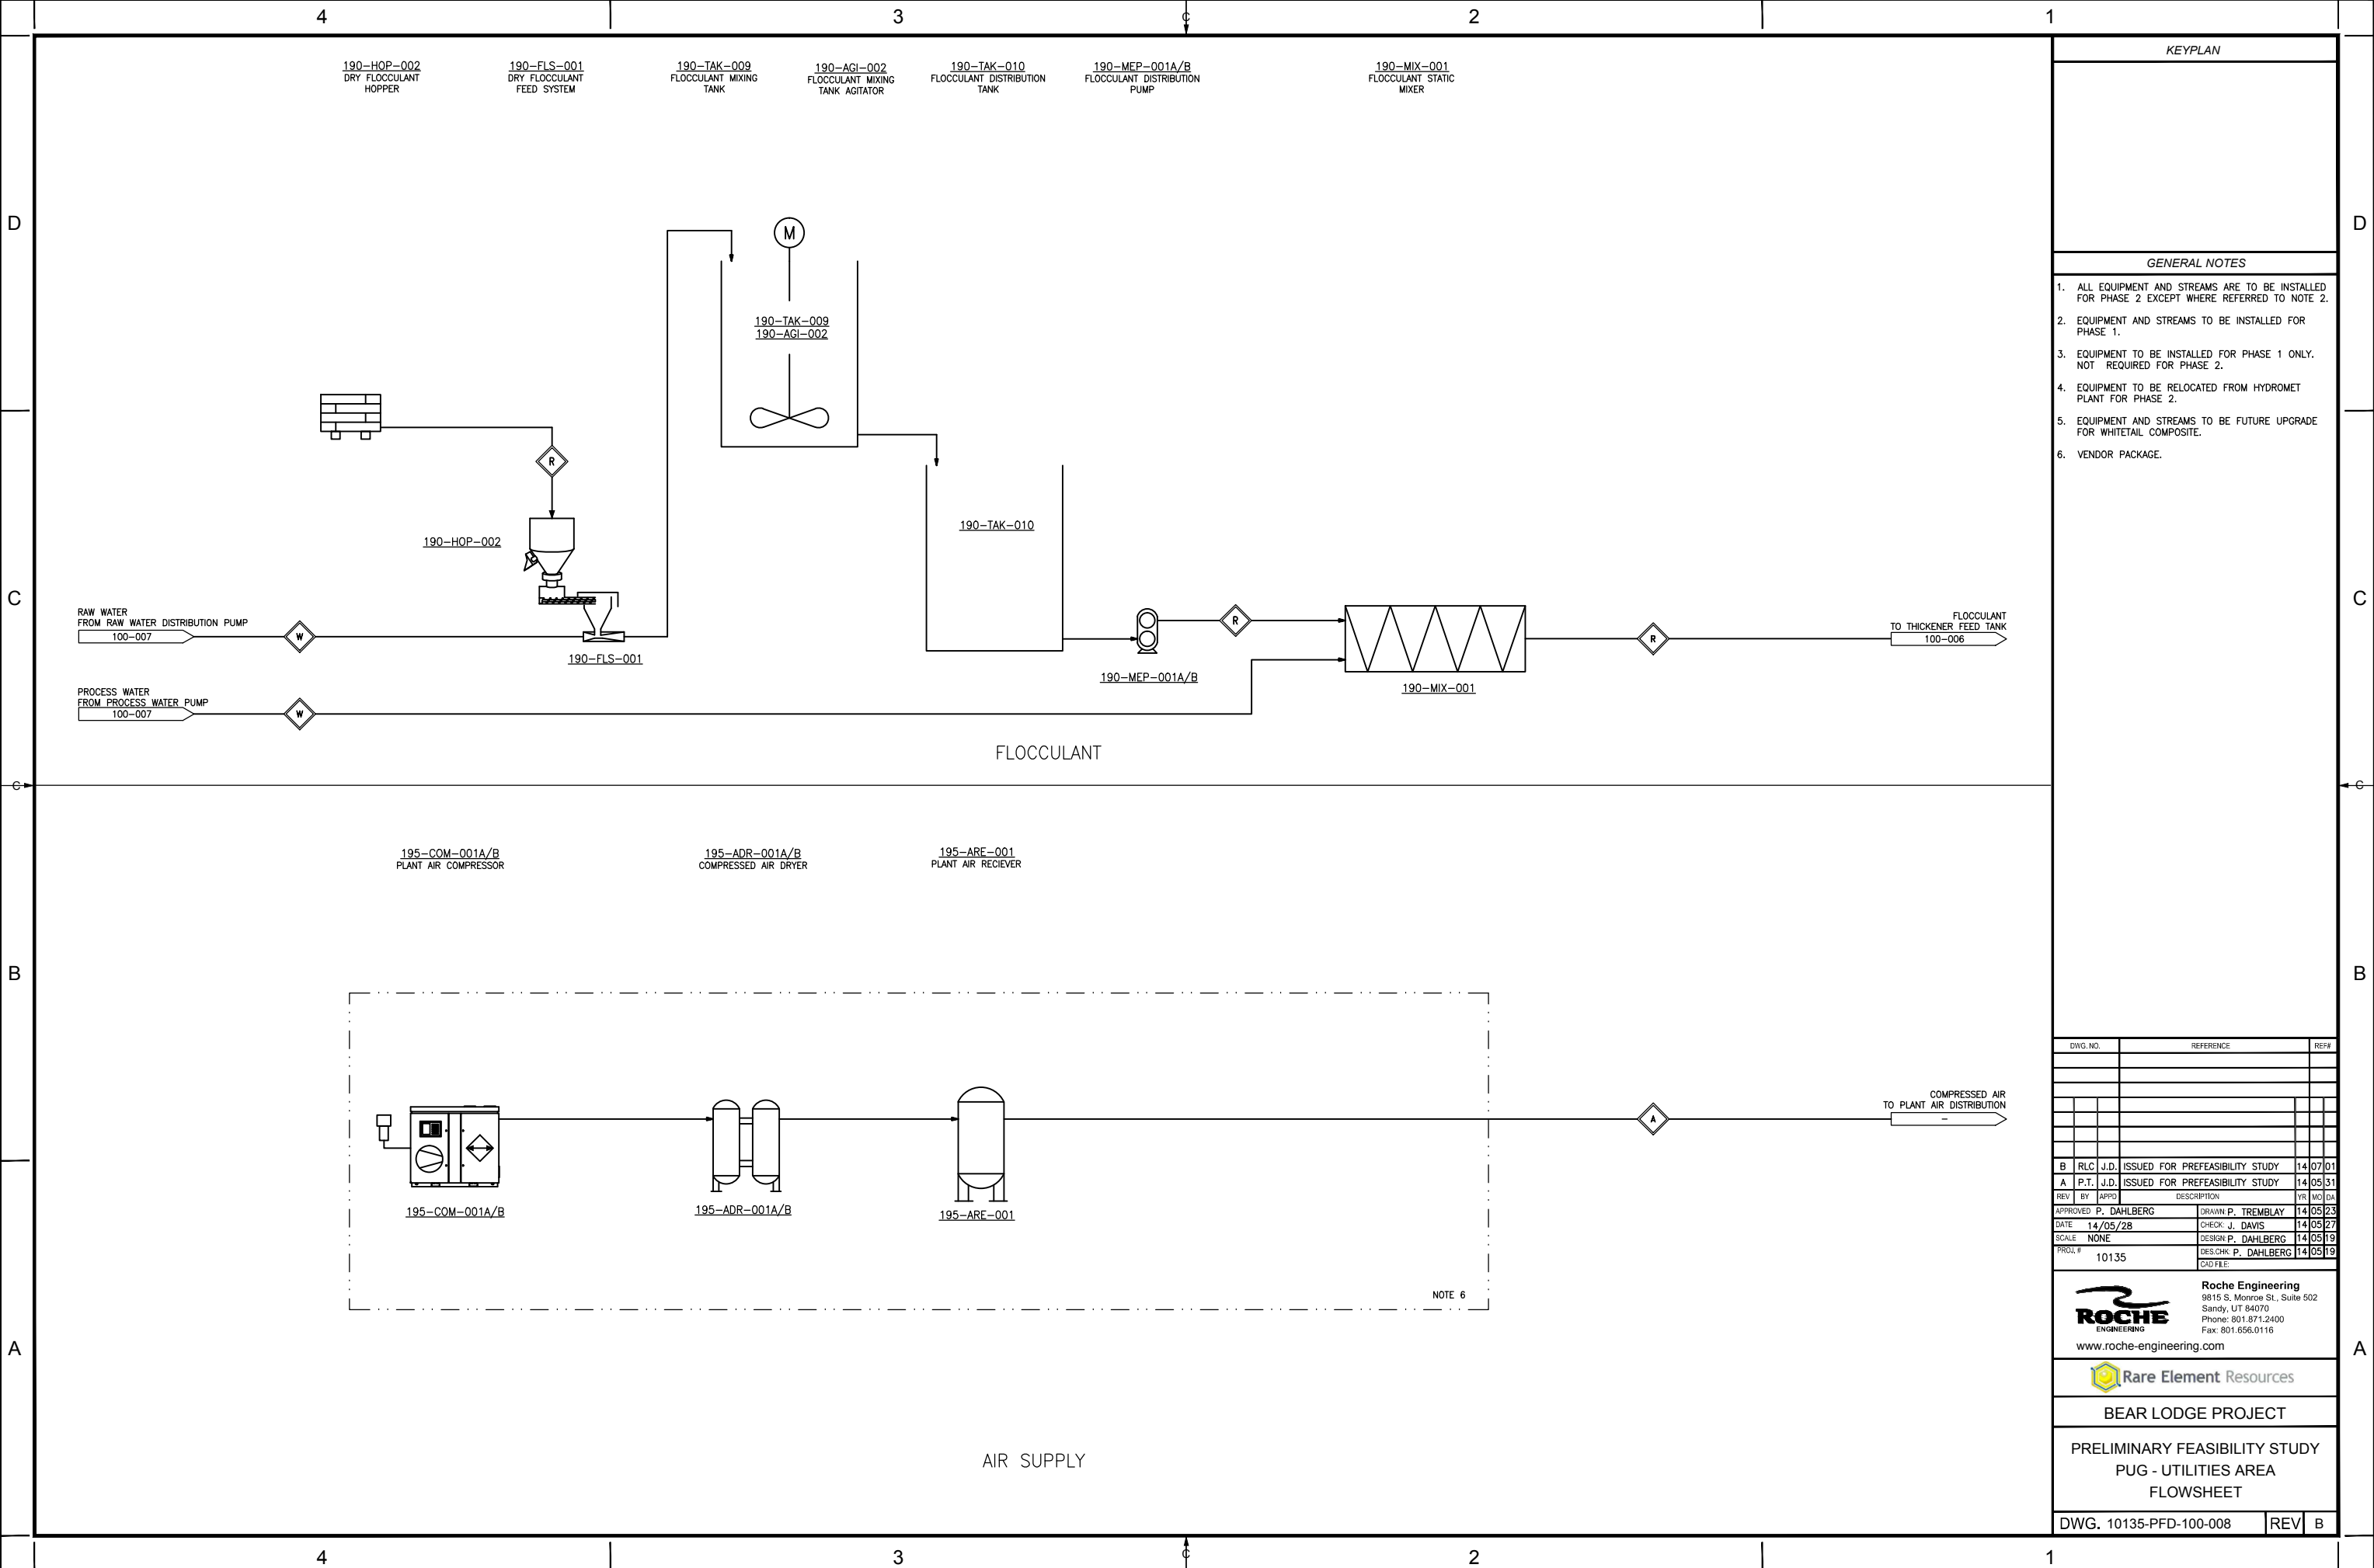 4
3
C
2
1
D
C
C
B
A
D
C
C
B
A
190-HOP-002
DRY FLOCCULANT
HOPPER
190-FLS-001
DRY FLOCCULANT
FEED SYSTEM
190-TAK-009
FLOCCULANT MIXING
TANK
190-AGI-002
FLOCCULANT MIXING
TANK AGITATOR
190-TAK-010
FLOCCULANT DISTRIBUTION
TANK
190-MEP-001A/B
FLOCCULANT DISTRIBUTION
PUMP
190-MIX-001
FLOCCULANT STATIC
MIXER
M
190-TAK-009
190-AGI-002
R
190-HOP-002
190-TAK-010
RAW WATER
FROM RAW WATER DISTRIBUTION PUMP
100-007
W
190-FLS-001
R
190-MEP-001A/B
190-MIX-001
R
FLOCCULANT
TO THICKENER FEED TANK
100-006
PROCESS WATER
FROM PROCESS WATER PUMP
100-007
W
FLOCCULANT
195-COM-001A/B
PLANT AIR COMPRESSOR
195-ADR-001A/B
COMPRESSED AIR DRYER
195-ARE-001
PLANT AIR RECIEVER
195-COM-001A/B
195-ADR-001A/B
195-ARE-001
A
COMPRESSED AIR
TO PLANT AIR DISTRIBUTION
-
NOTE 6
AIR SUPPLY
KEYPLAN
GENERAL NOTES
1. ALL EQUIPMENT AND STREAMS ARE TO BE INSTALLED
FOR PHASE 2 EXCEPT WHERE REFERRED TO NOTE 2.
2. EQUIPMENT AND STREAMS TO BE INSTALLED FOR
PHASE 1.
3. EQUIPMENT TO BE INSTALLED FOR PHASE 1 ONLY.
NOT REQUIRED FOR PHASE 2.
4. EQUIPMENT TO BE RELOCATED FROM HYDROMET
PLANT FOR PHASE 2.
5. EQUIPMENT AND STREAMS TO BE FUTURE UPGRADE
FOR WHITETAIL COMPOSITE.
6. VENDOR PACKAGE.
DWG. NO. REFERENCE REF#
B RLC J.D. ISSUED FOR PREFEASIBILITY STUDY 14 07 01
A P.T. J.D. ISSUED FOR PREFEASIBILITY STUDY 14 05 31
REV BY APPD DESCRIPTION YR MO DA
APPROVED P. DAHLBERG DRAWN: P. TREMBLAY 14 05 23
DATE 14/05/28 CHECK: J. DAVIS 14 05 27
SCALE NONE DESIGN: P. DAHLBERG 14 05 19
PROJ. # 10135 DES.CHK: P. DAHLBERG 14 05 19
CAD FILE:
ROCHE
ENGINEERING
www.roche-engineering.com
Roche Engineering
9815 S. Monroe St., Suite 502
Sandy, UT 84070
Phone: 801.871.2400
Fax: 801.656.0116
Rare Element Resources
BEAR LODGE PROJECT
PRELIMINARY FEASIBILITY STUDY
PUG - UTILITIES AREA
FLOWSHEET
DWG. 10135-PFD-100-008 REV B
4
3
C
2
1